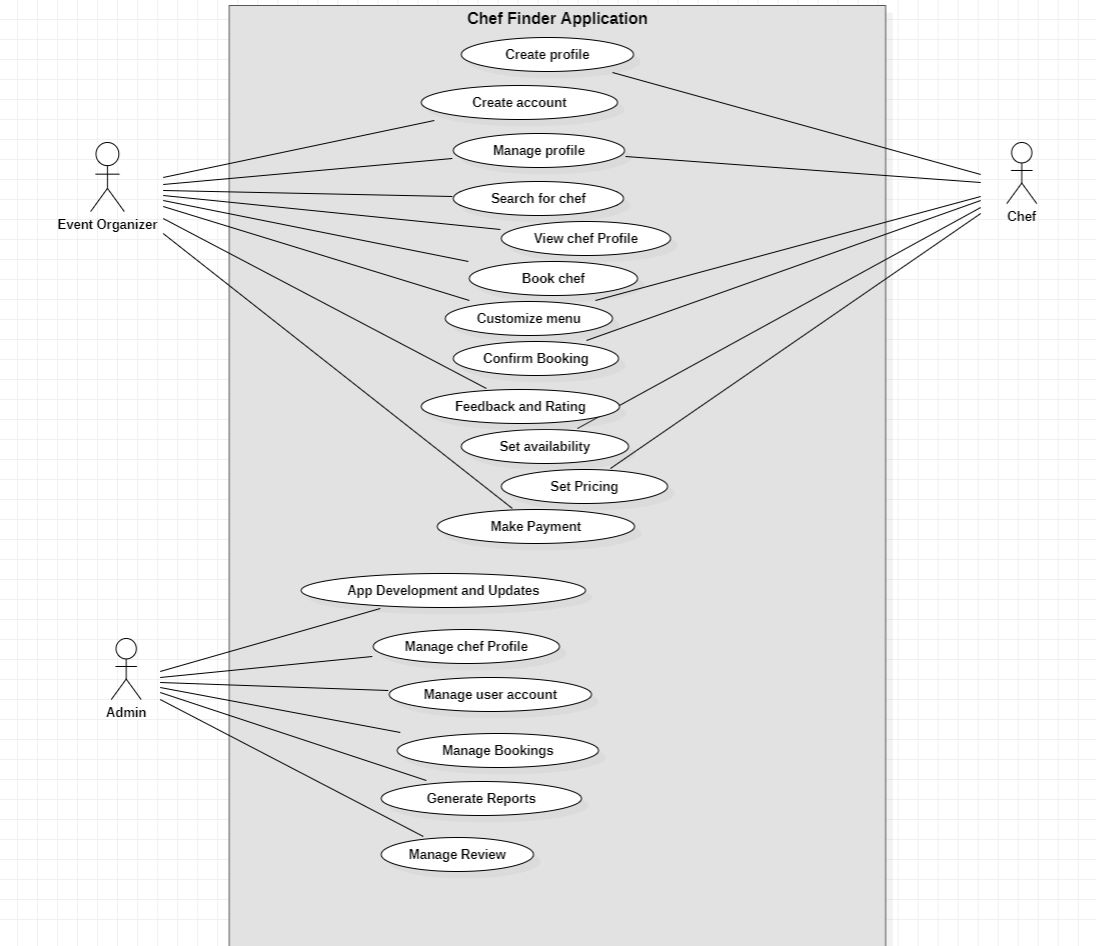 Chef Finder Application
Create profile
Create account
Manage profile
Search for chef
View chef Profile
Book chef
Customize menu
Confirm Booking
Feedback and Rating
Set availability
Set Pricing
Make Payment
Event Organizer
Chef
App Development and Updates
Manage chef Profile
Manage user account
Manage Bookings
Generate Reports
Manage Review
Admin